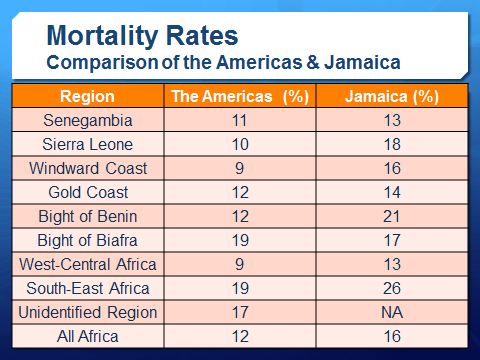 Mortality Rates
Comparison of the Americas & Jamaica
Region The Americas (%) Jamaica (%)
Senegambia 11 13
Sierra Leone 10 18
Windward Coast 9 16
Gold Coast 12 14
Bight of Benin 12 21
Bight of Biafra 19 17
West-Central Africa 9 13
South-East Africa 19 26
Unidentified Region 17 NA
All Africa 12 16